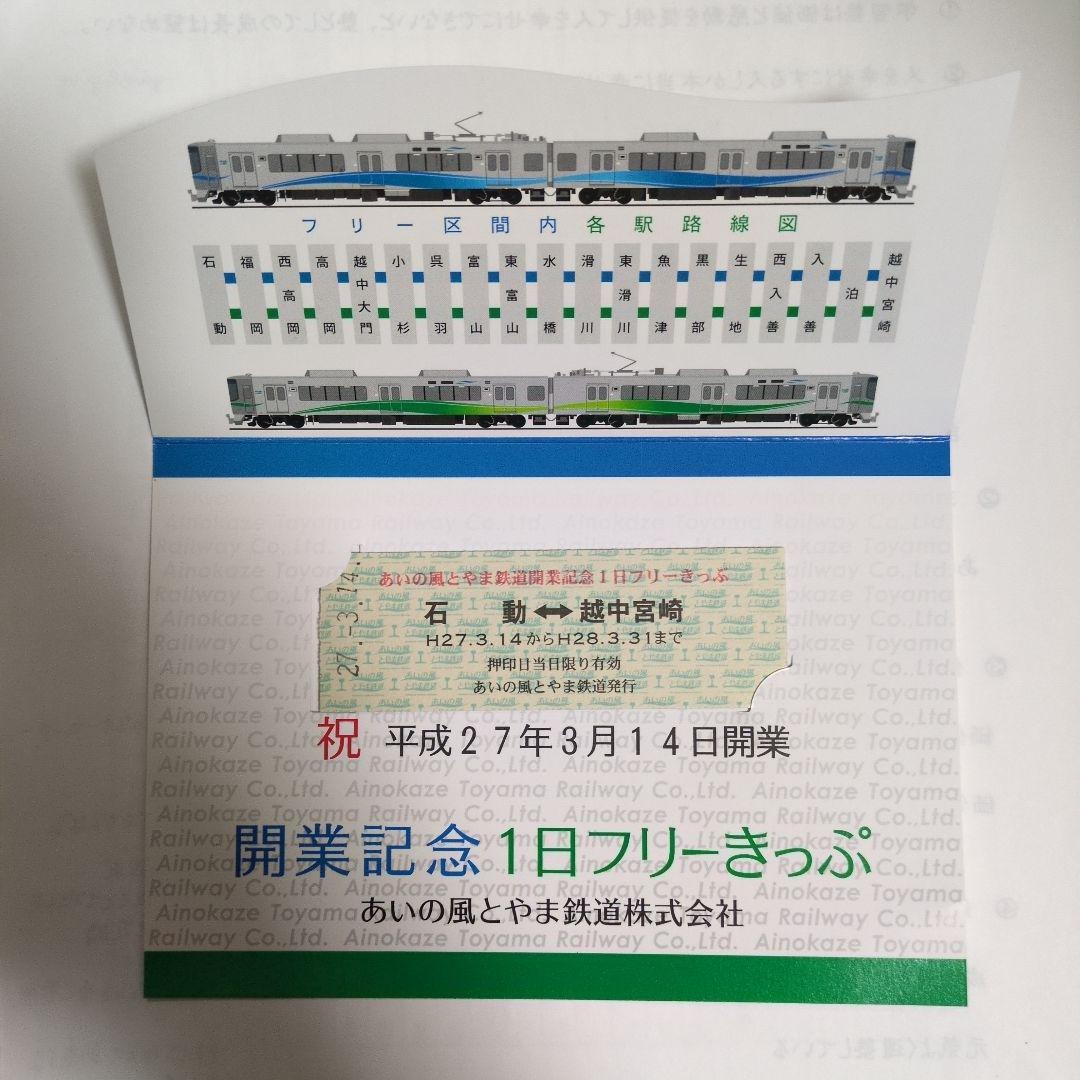 フリー区間内各駅路線図
石動 福岡 西高岡 高岡 越中大門 小杉 呉羽 富山 東富山 水橋 滑川 東滑川 魚津 黒部 生地 西入善 入善 泊 越中宮崎
27.-3.14.
あいの風とやま鉄道開業記念1日フリーきっぷ
石動↔越中宮崎
H27.3.14からH28.3.31まで
押印日当日限り有効
あいの風とやま鉄道発行
祝 平成27年3月14日開業
開業記念1日フリーきっぷ
あいの風とやま鉄道株式会社
Ainokaze Toyama Railway Co.,Ltd.